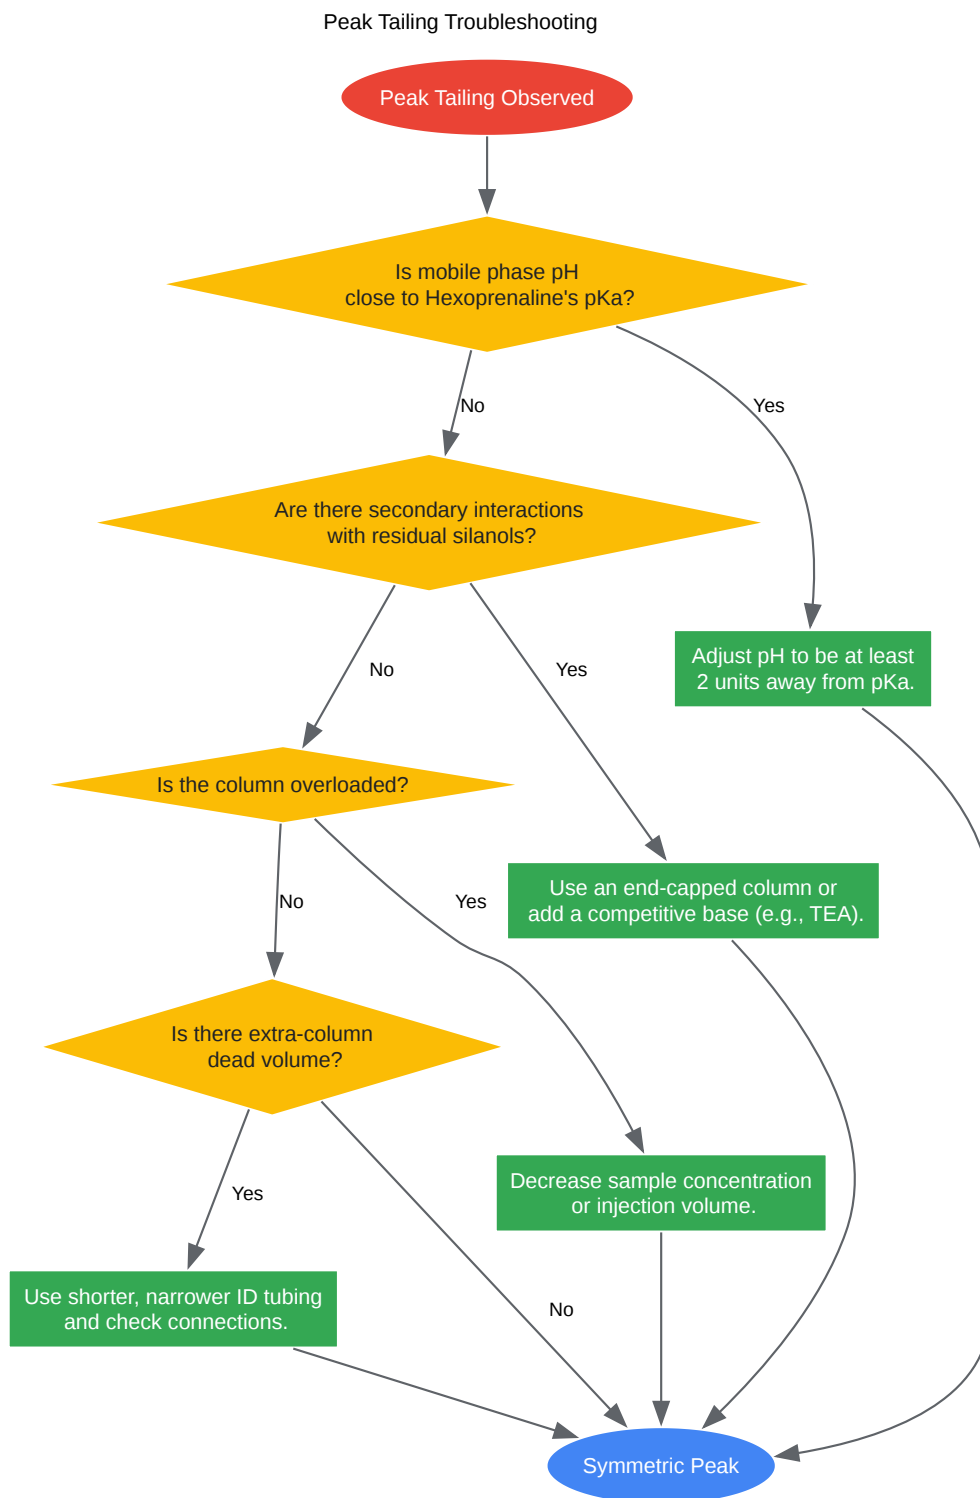 Peak Tailing Troubleshooting
Peak Tailing Observed
Is mobile phase pH
close to Hexoprenaline's pKa?
No
Yes
Are there secondary interactions
with residual silanols?
No
Yes
Adjust pH to be at least
2 units away from pKa.
Is the column overloaded?
No
Yes
Use an end-capped column or
add a competitive base (e.g., TEA).
Is there extra-column
dead volume?
Yes
No
Decrease sample concentration
or injection volume.
Use shorter, narrower ID tubing
and check connections.
Symmetric Peak